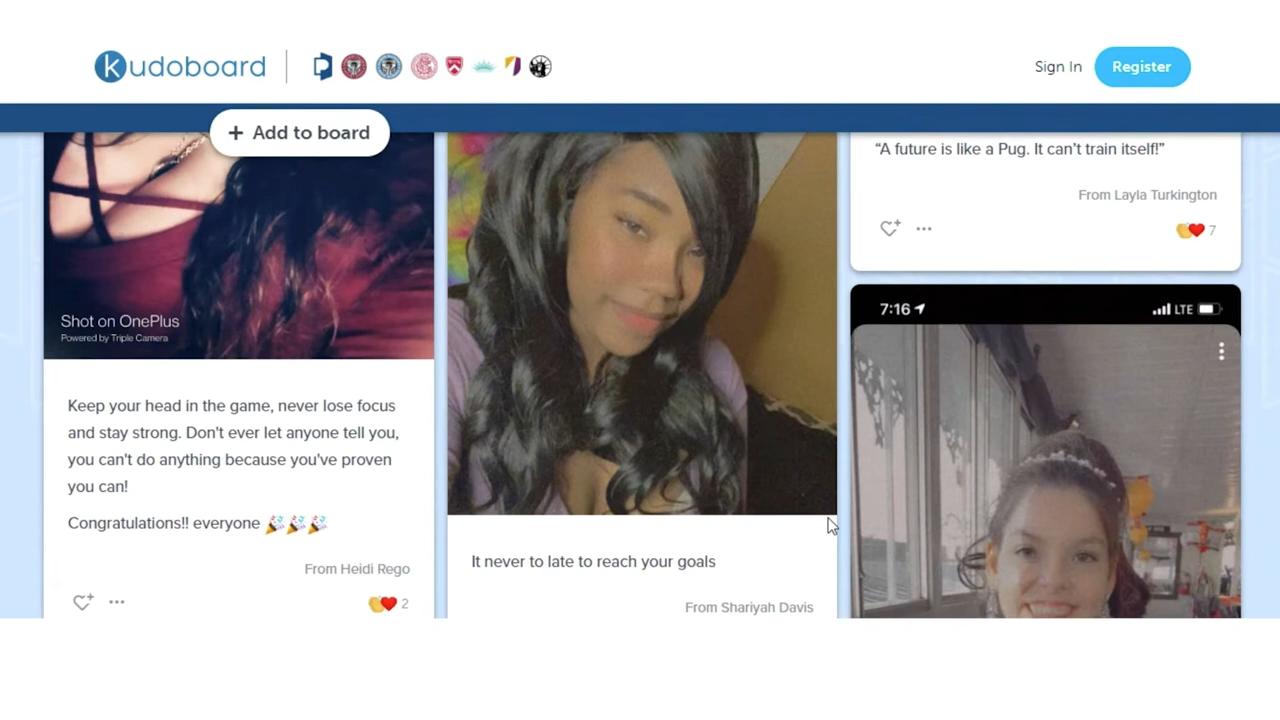 kudoboard
Sign In
Register
+ Add to board
Shot on OnePlus
Powered by Triple Camera
Keep your head in the game, never lose focus
and stay strong. Don't ever let anyone tell you,
you can't do anything because you've proven
you can!
Congratulations!! everyone 🎉🎉🎉
From Heidi Rego
2
It never to late to reach your goals
From Shariyah Davis
“A future is like a Pug. It can’t train itself!”
From Layla Turkington
7
7:16
LTE